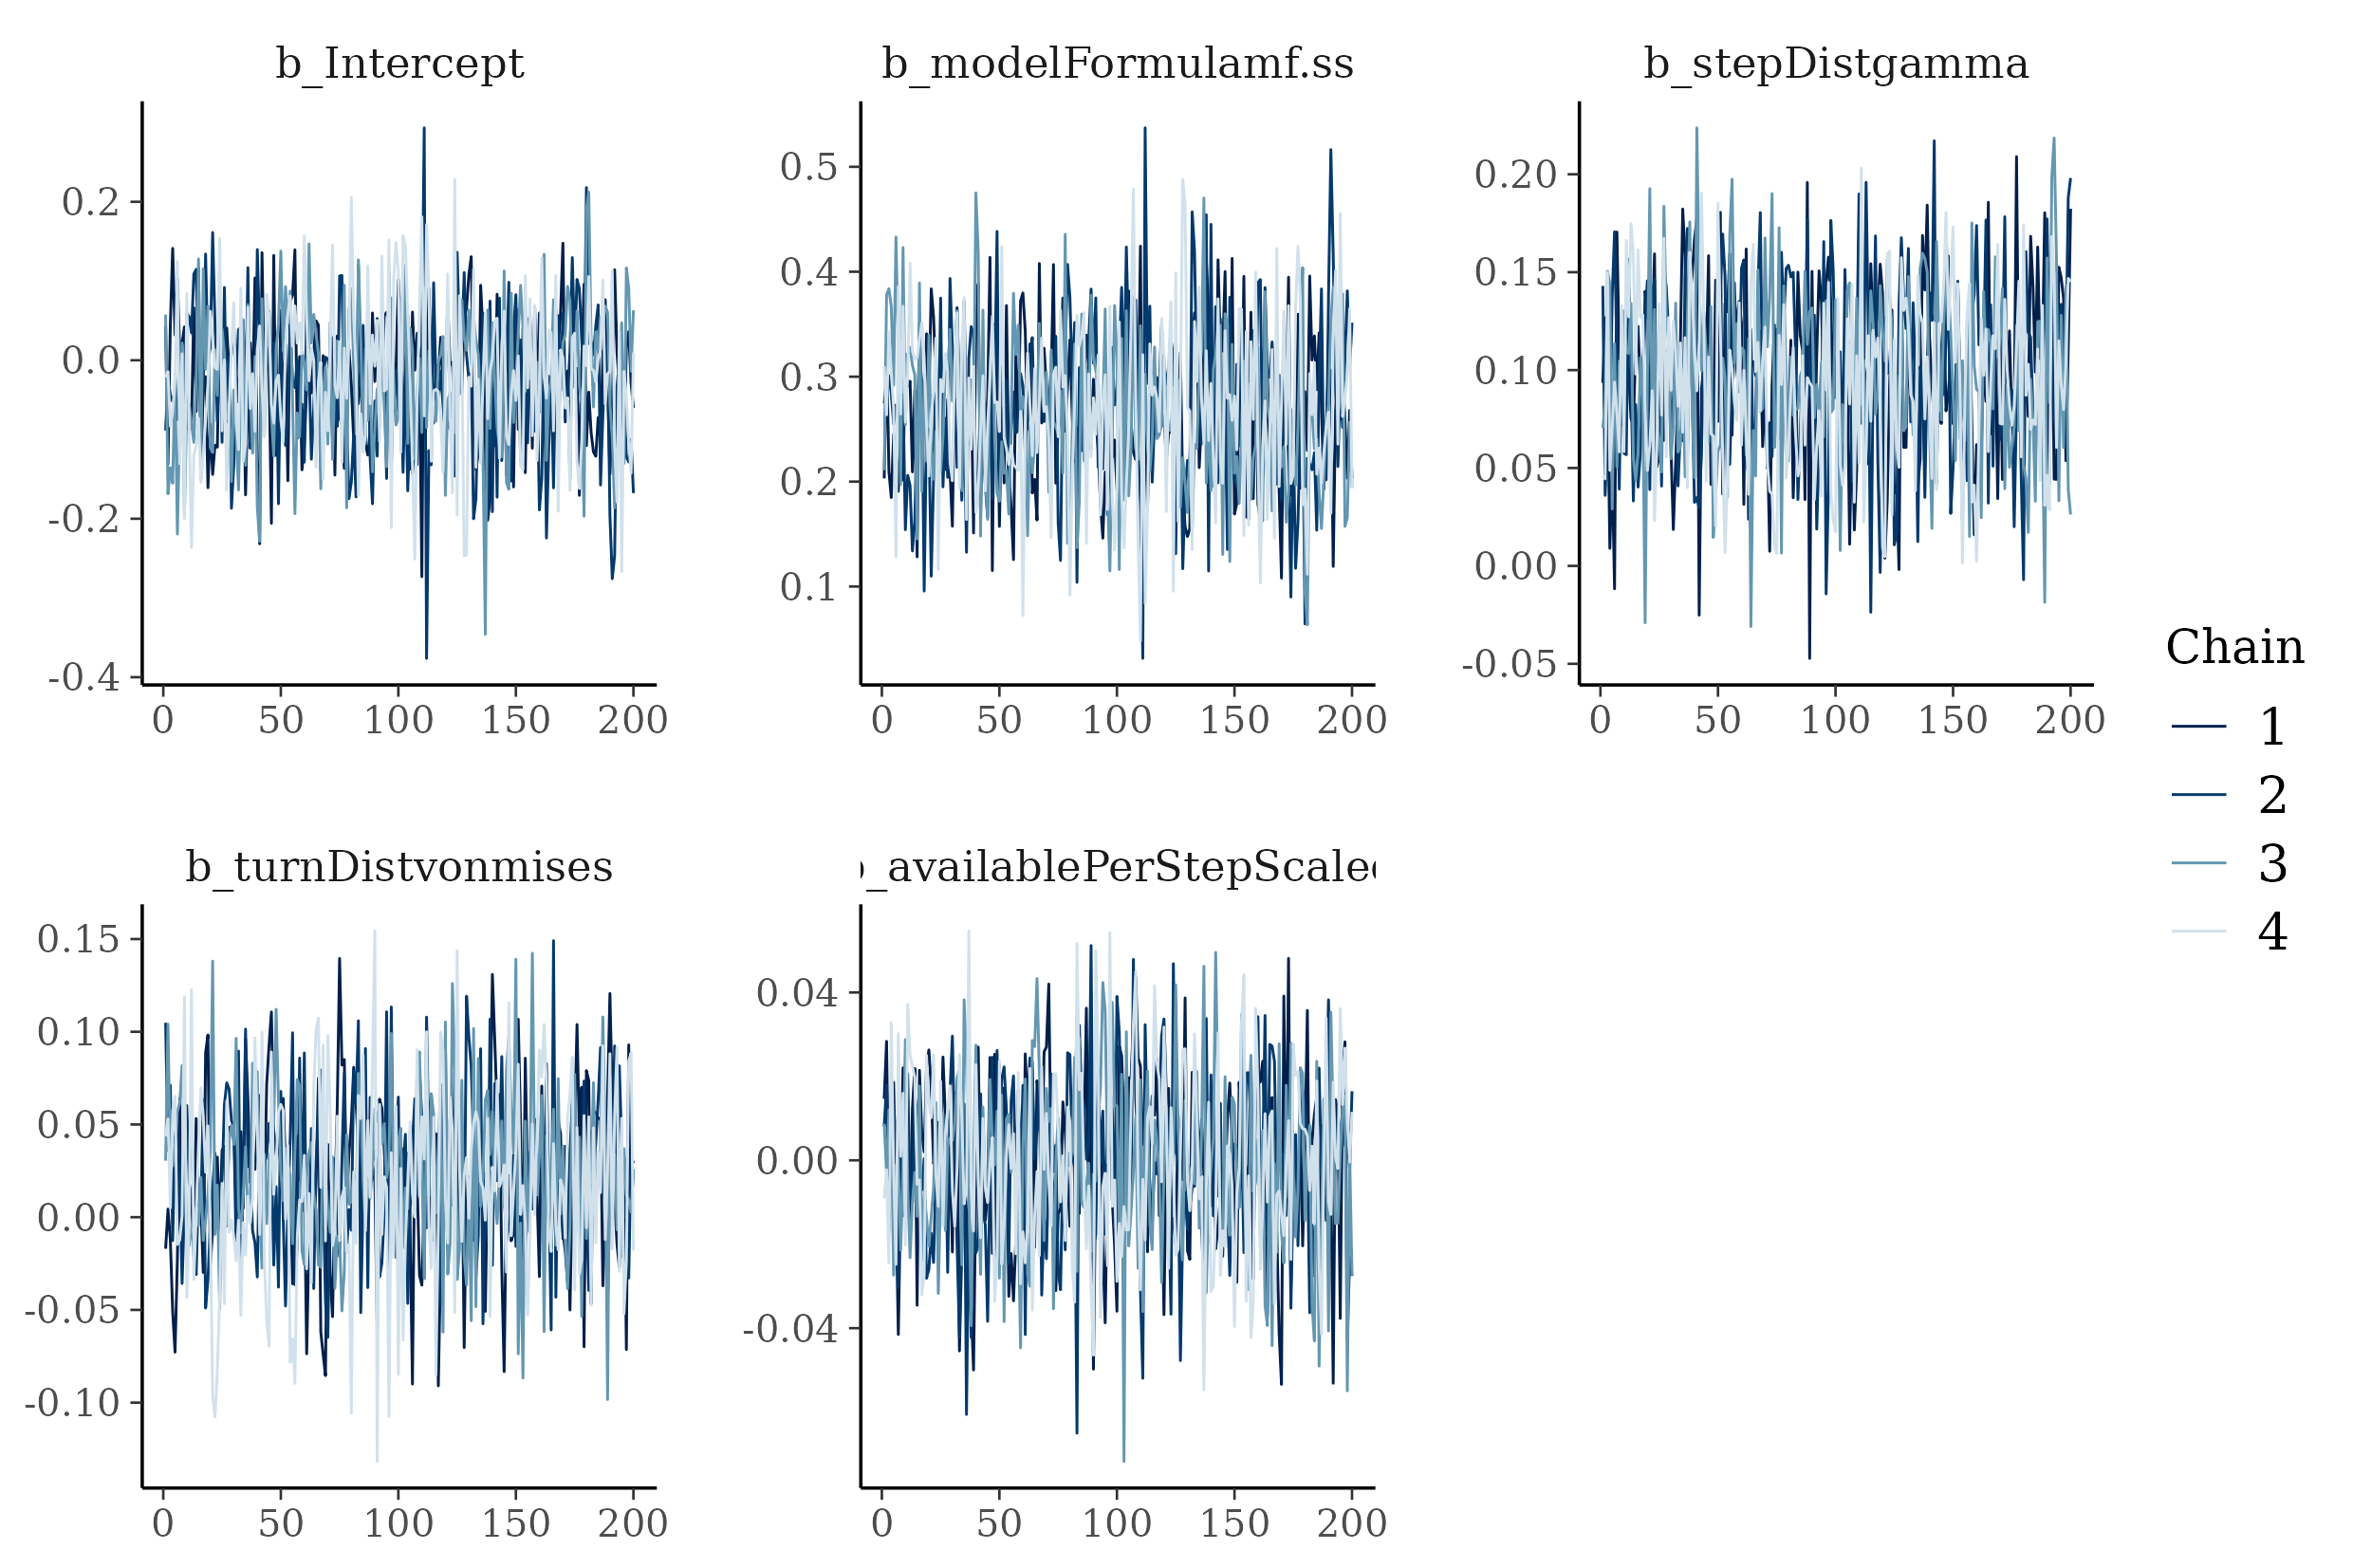 b_Intercept
b_modelFormulamf.ss
b_stepDistgamma
0.2
0.0
-0.2
-0.4
0 50 100 150 200
0.5
0.4
0.3
0.2
0.1
0 50 100 150 200
0.20
0.15
0.10
0.05
0.00
-0.05
0 50 100 150 200
b_turnDistvonmises
_availablePerStepScale
0.15
0.10
0.05
0.00
-0.05
-0.10
0 50 100 150 200
0.04
0.00
-0.04
0 50 100 150 200
Chain
1
2
3
4